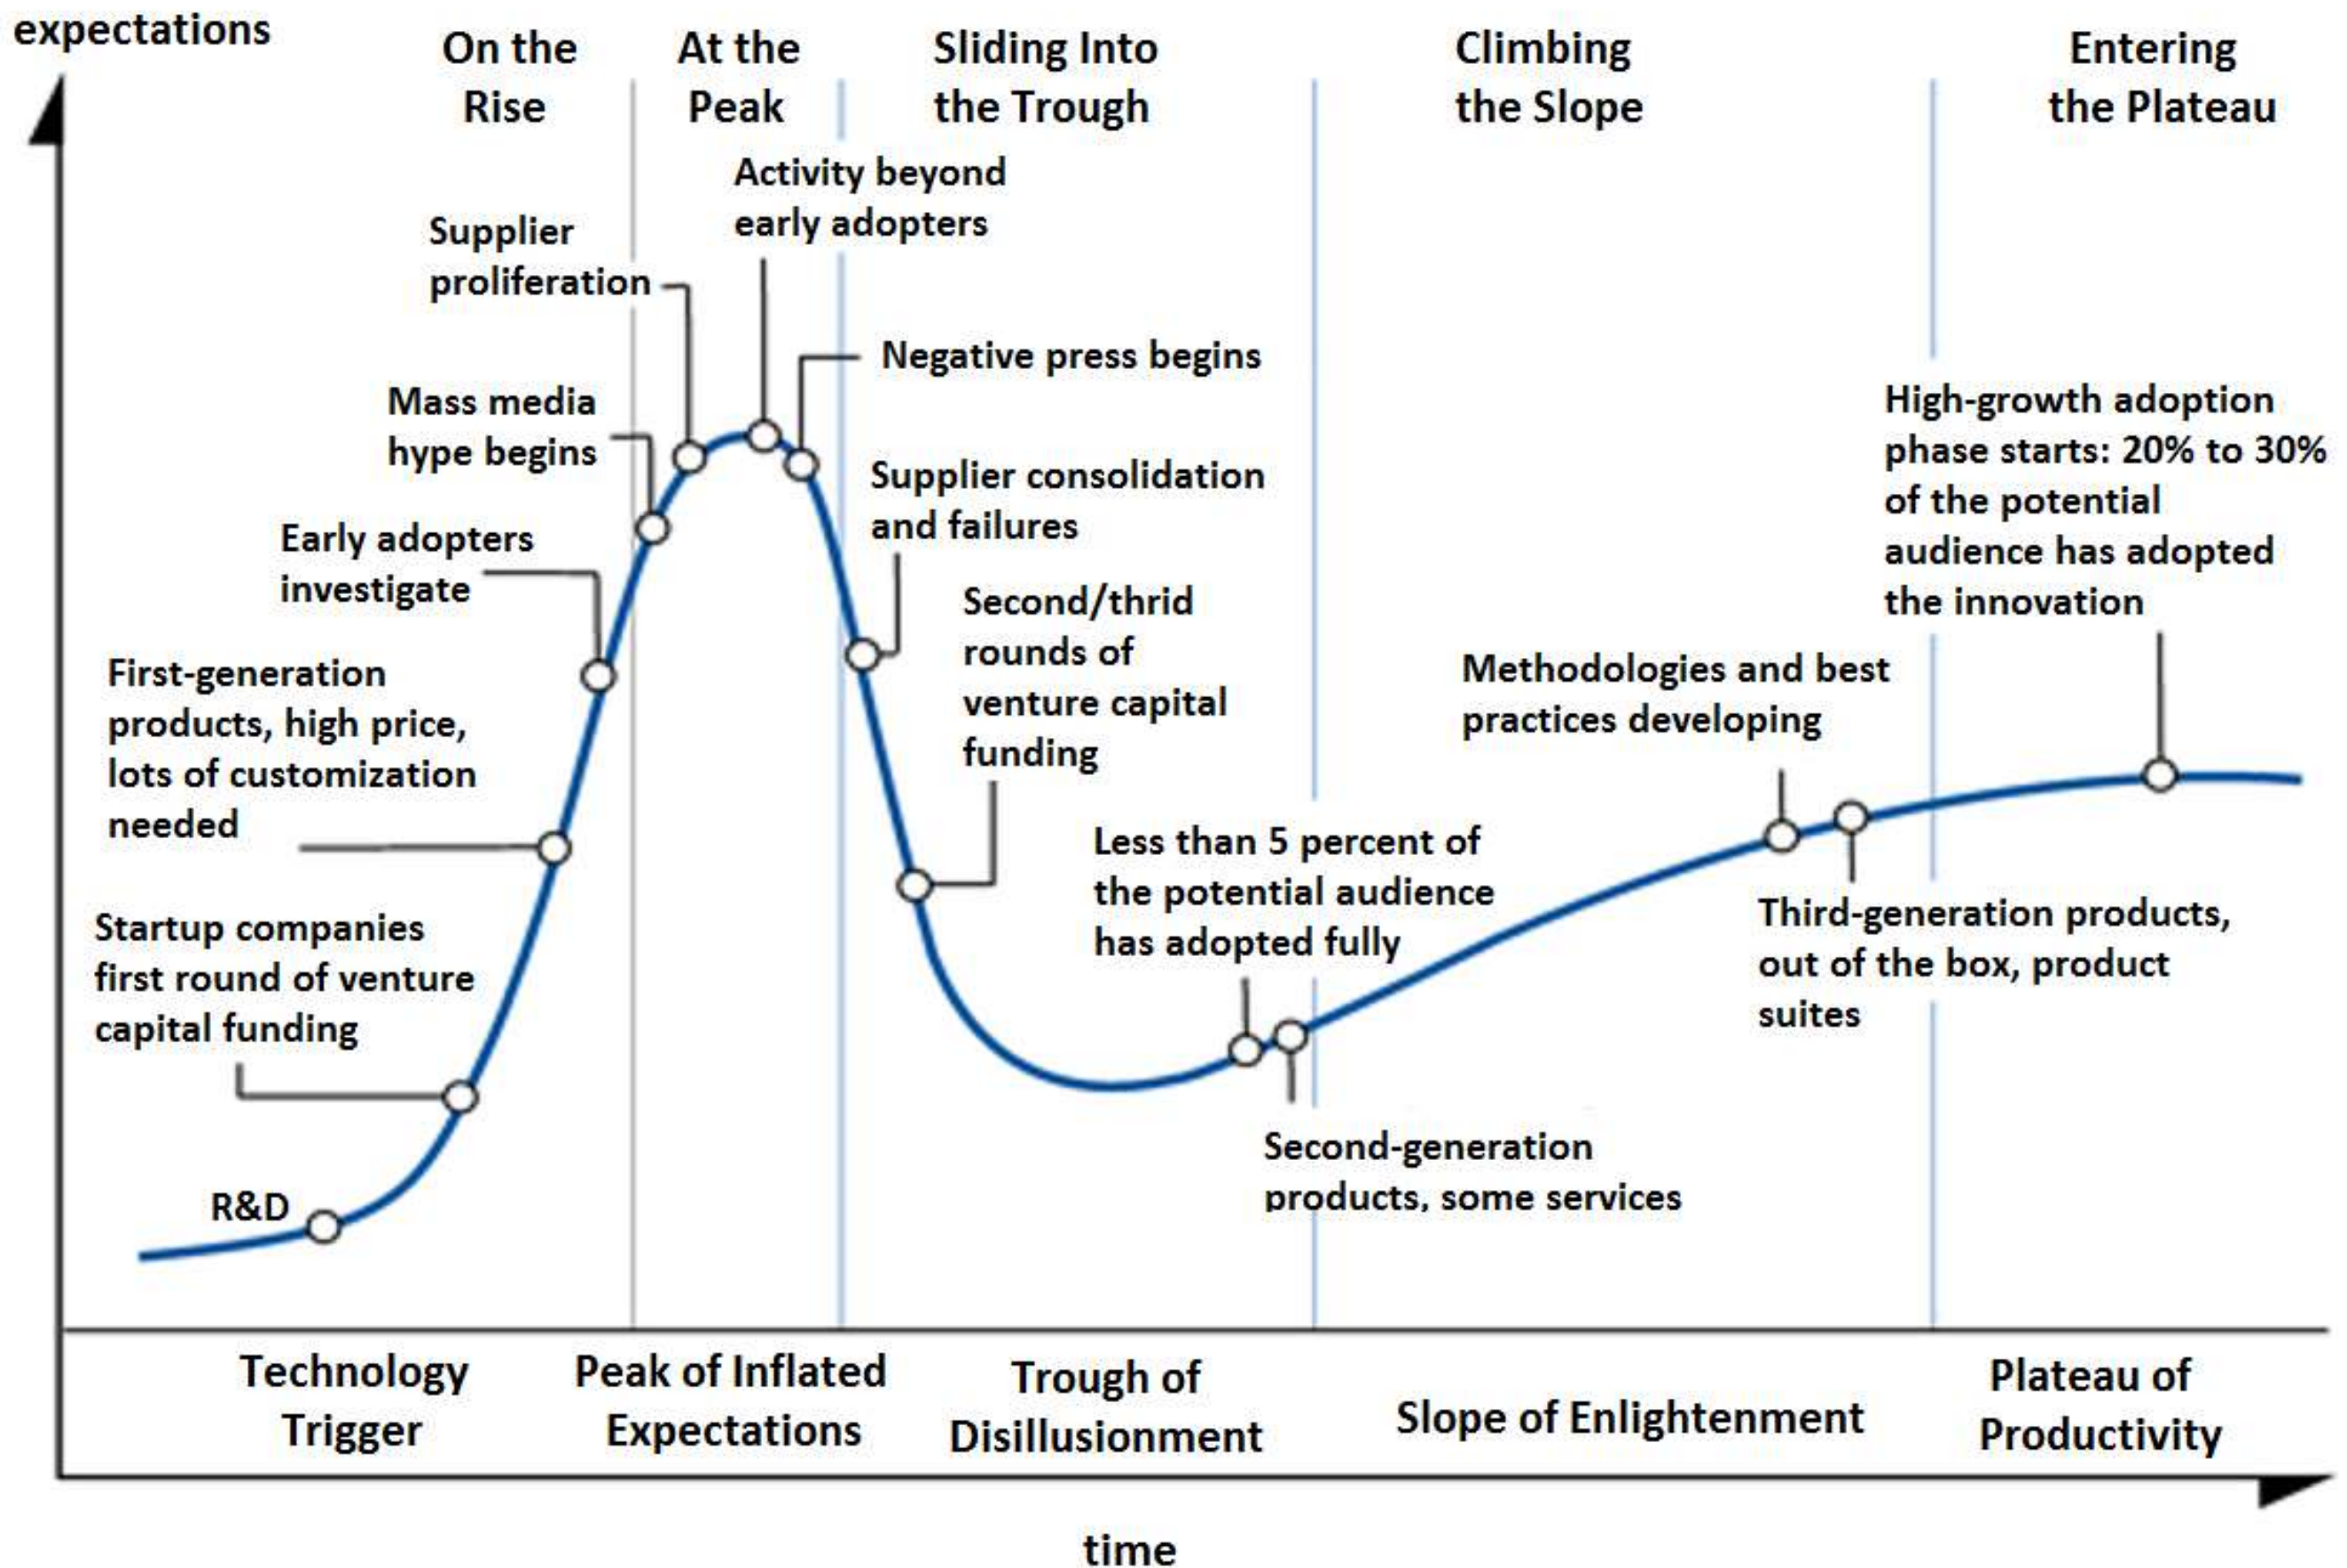 expectations
On the
Rise
At the
Peak
Sliding Into
the Trough
Climbing
the Slope
Entering
the Plateau
Activity beyond
early adopters
Supplier
proliferation
Negative press begins
Mass media
hype begins
High-growth adoption
phase starts: 20% to 30%
of the potential
audience has adopted
the innovation
Supplier consolidation
and failures
Early adopters
investigate
Second/thrid
rounds of
venture capital
funding
First-generation
products, high price,
lots of customization
needed
Methodologies and best
practices developing
Less than 5 percent of
the potential audience
has adopted fully
Third-generation products,
out of the box, product
suites
Startup companies
first round of venture
capital funding
Second-generation
products, some services
R&D
Technology
Trigger
Peak of Inflated
Expectations
Trough of
Disillusionment
Slope of Enlightenment
Plateau of
Productivity
time